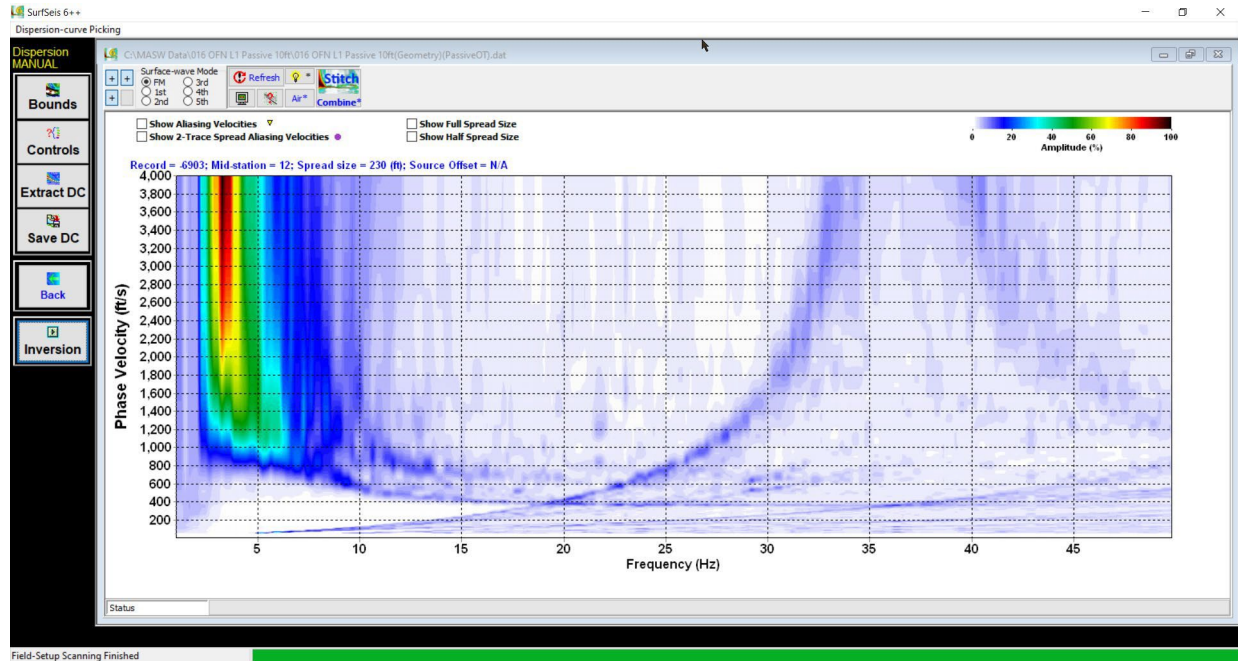 SurfSeis 6++
Dispersion-curve Picking
Dispersion
MANUAL
Bounds
Controls
Extract DC
Save DC
Back
Inversion
C:\MASW Data\016 OFN L1 Passive 10ft\016 OFN L1 Passive 10ft(Geometry)(PassiveOT).dat
Surface-wave Mode
FM 3rd
1st 4th
2nd 5th
Refresh
*
Air*
Stitch
Combine*
Show Aliasing Velocities
Show 2-Trace Spread Aliasing Velocities
Show Full Spread Size
Show Half Spread Size
0 20 40 60 80 100
Amplitude (%)
Record = -6903; Mid-station = 12; Spread size = 230 (ft); Source Offset = N/A
4,000
3,800
3,600
3,400
3,200
3,000
2,800
2,600
2,400
2,200
2,000
1,800
1,600
1,400
1,200
1,000
800
600
400
200
Phase Velocity (ft/s)
5 10 15 20 25 30 35 40 45
Frequency (Hz)
Status
Field-Setup Scanning Finished